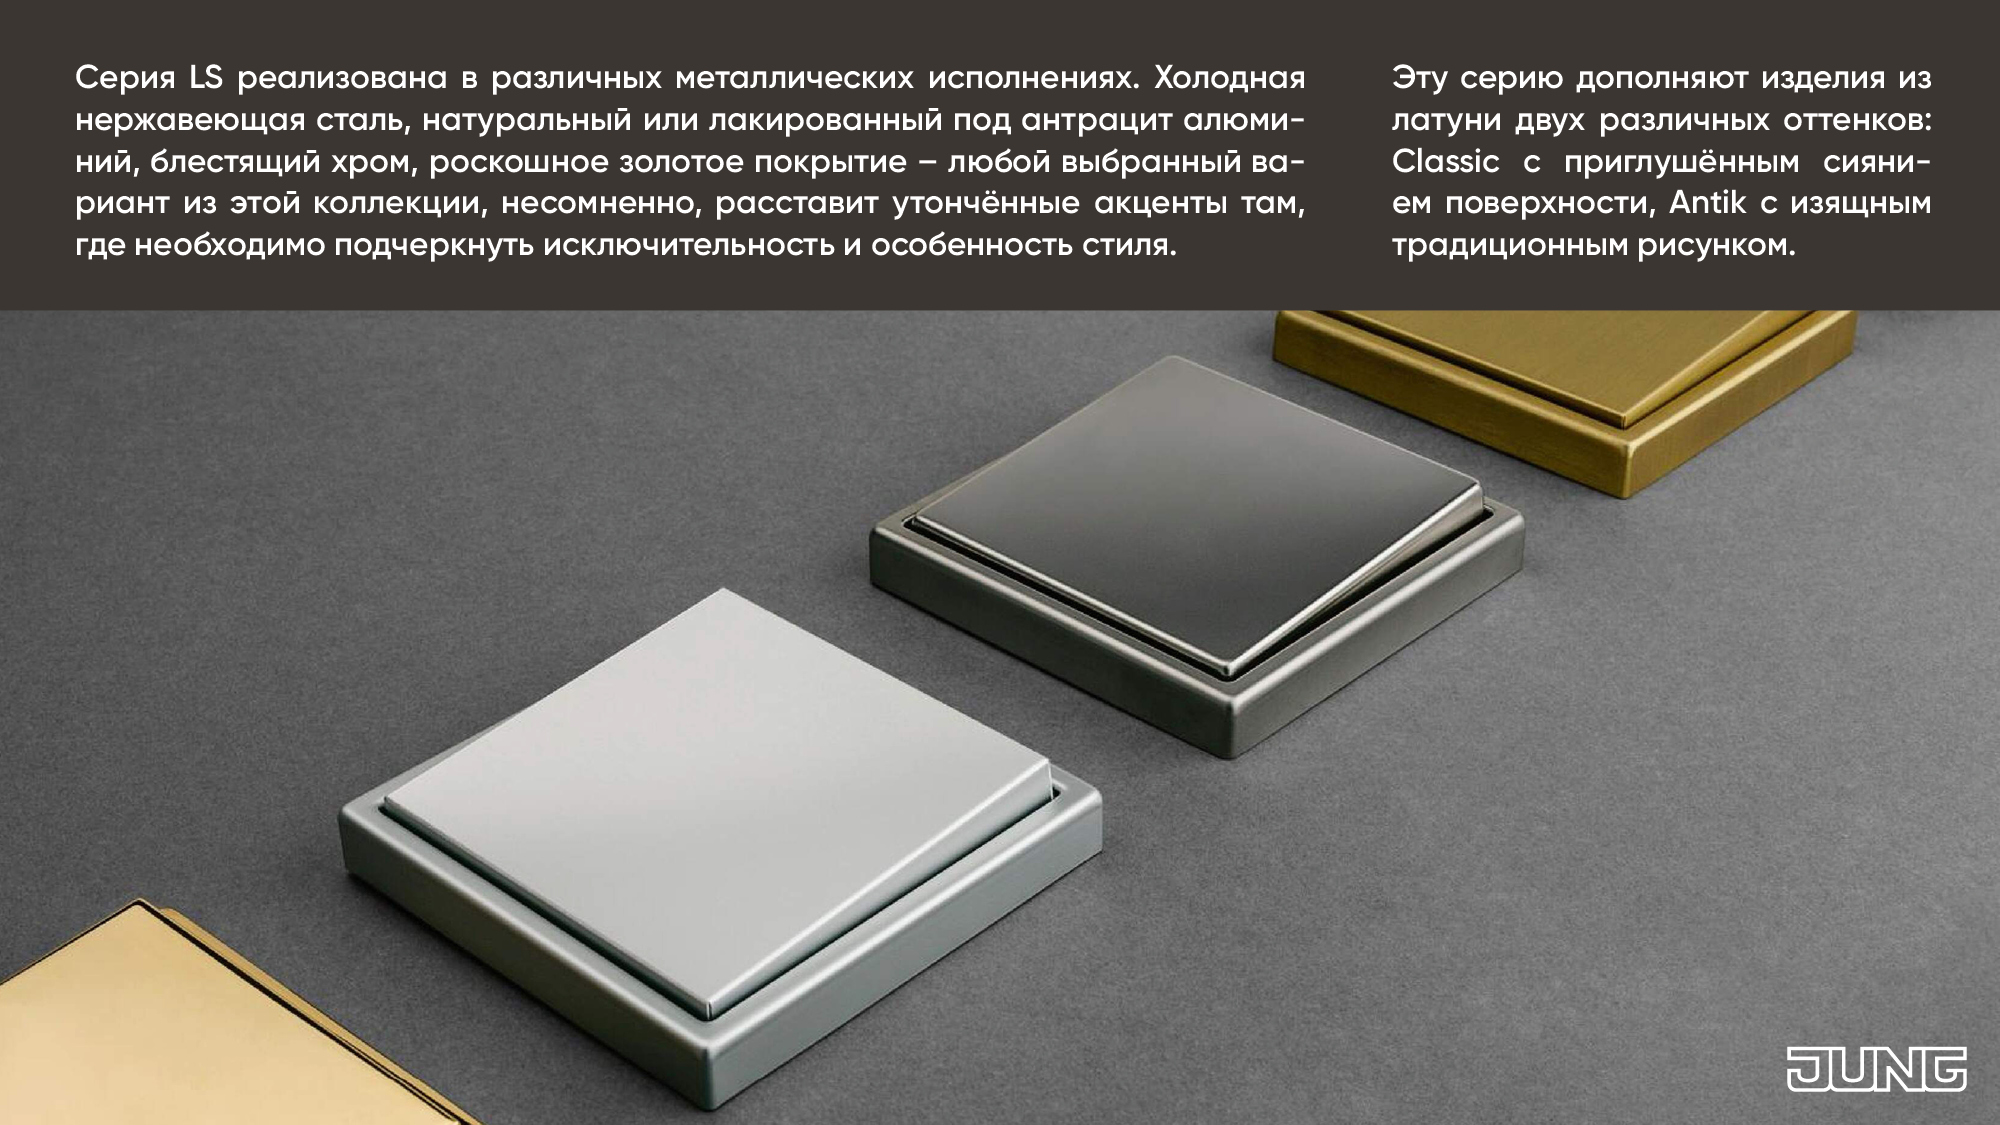 Серия LS реализована в различных металлических исполнениях. Холодная
нержавеющая сталь, натуральный или лакированный под антрацит алюми-
ний, блестящий хром, роскошное золотое покрытие – любой выбранный ва-
риант из этой коллекции, несомненно, расставит утончённые акценты там,
где необходимо подчеркнуть исключительность и особенность стиля.
Эту серию дополняют изделия из
латуни двух различных оттенков:
Classic с приглушённым сияни-
ем поверхности, Antik с изящным
традиционным рисунком.
JUNG